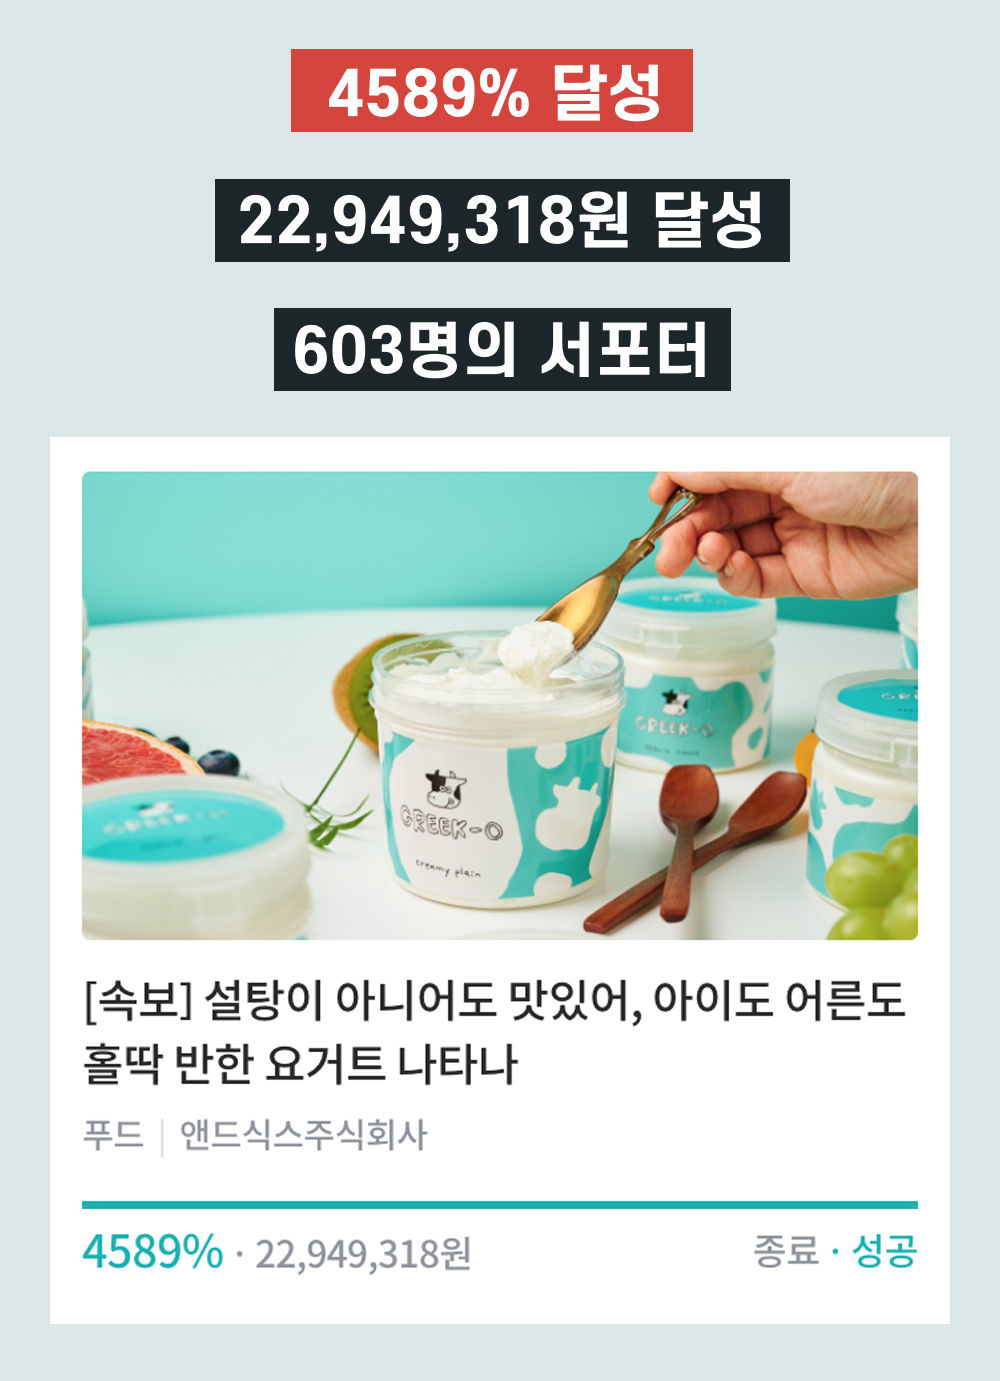 4589% 달성
22,949,318원 달성
603명의 서포터
GREEK-O
GREEK-O
GREEK-O
creamy plain
[속보] 설탕이 아니어도 맛있어, 아이도 어른도
홀딱 반한 요거트 나타나
푸드 | 앤드식스주식회사
4589% · 22,949,318원
종료 · 성공